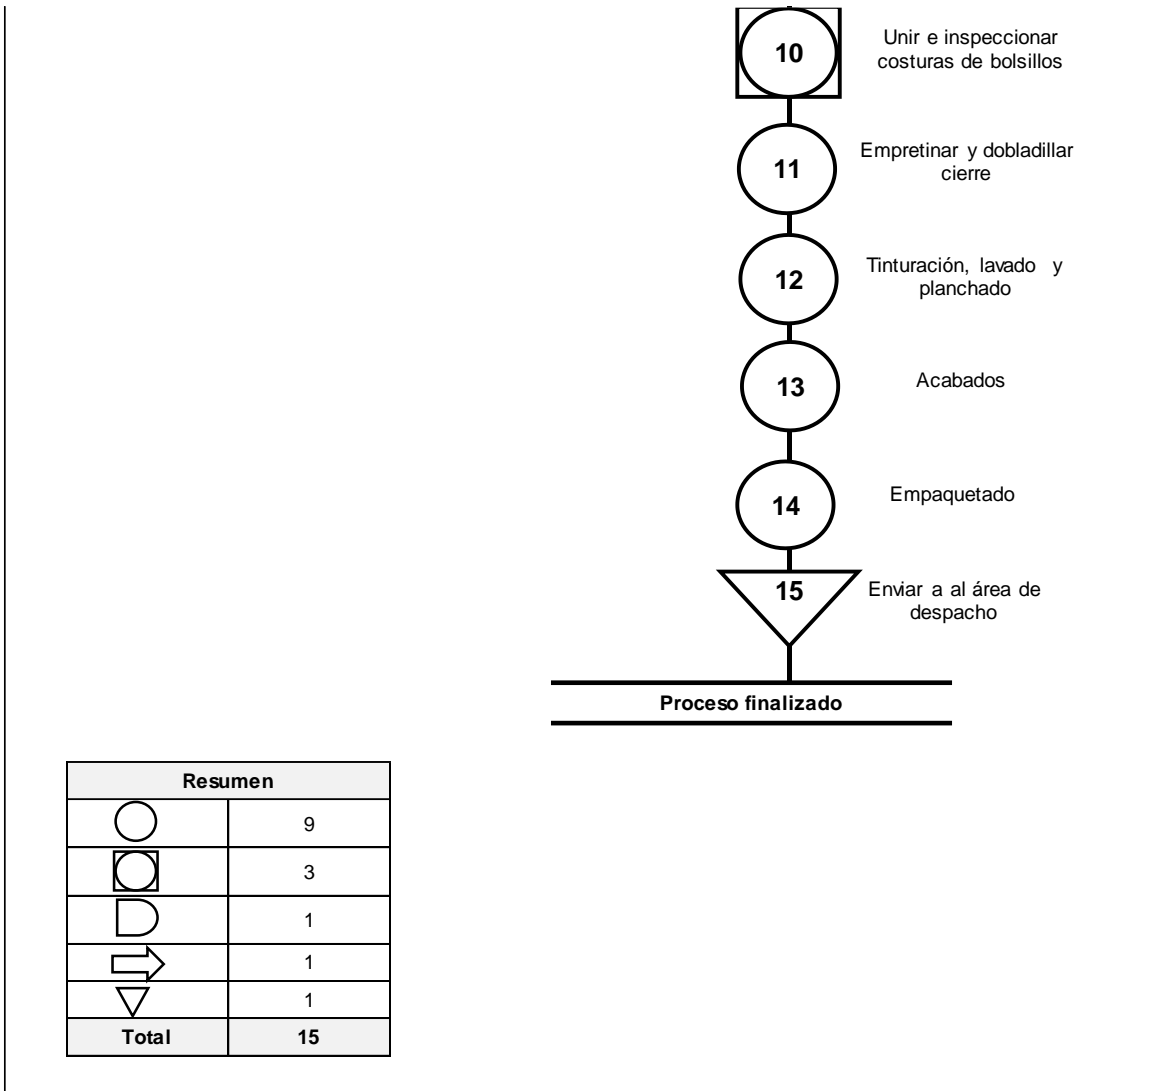 10
Unir e inspeccionar
costuras de bolsillos
11
Empretinar y dobladillar
cierre
12
Tinturación, lavado y
planchado
13
Acabados
14
Empaquetado
15
Enviar a al área de
despacho
Proceso finalizado
Resumen
9
3
1
1
1
Total 15